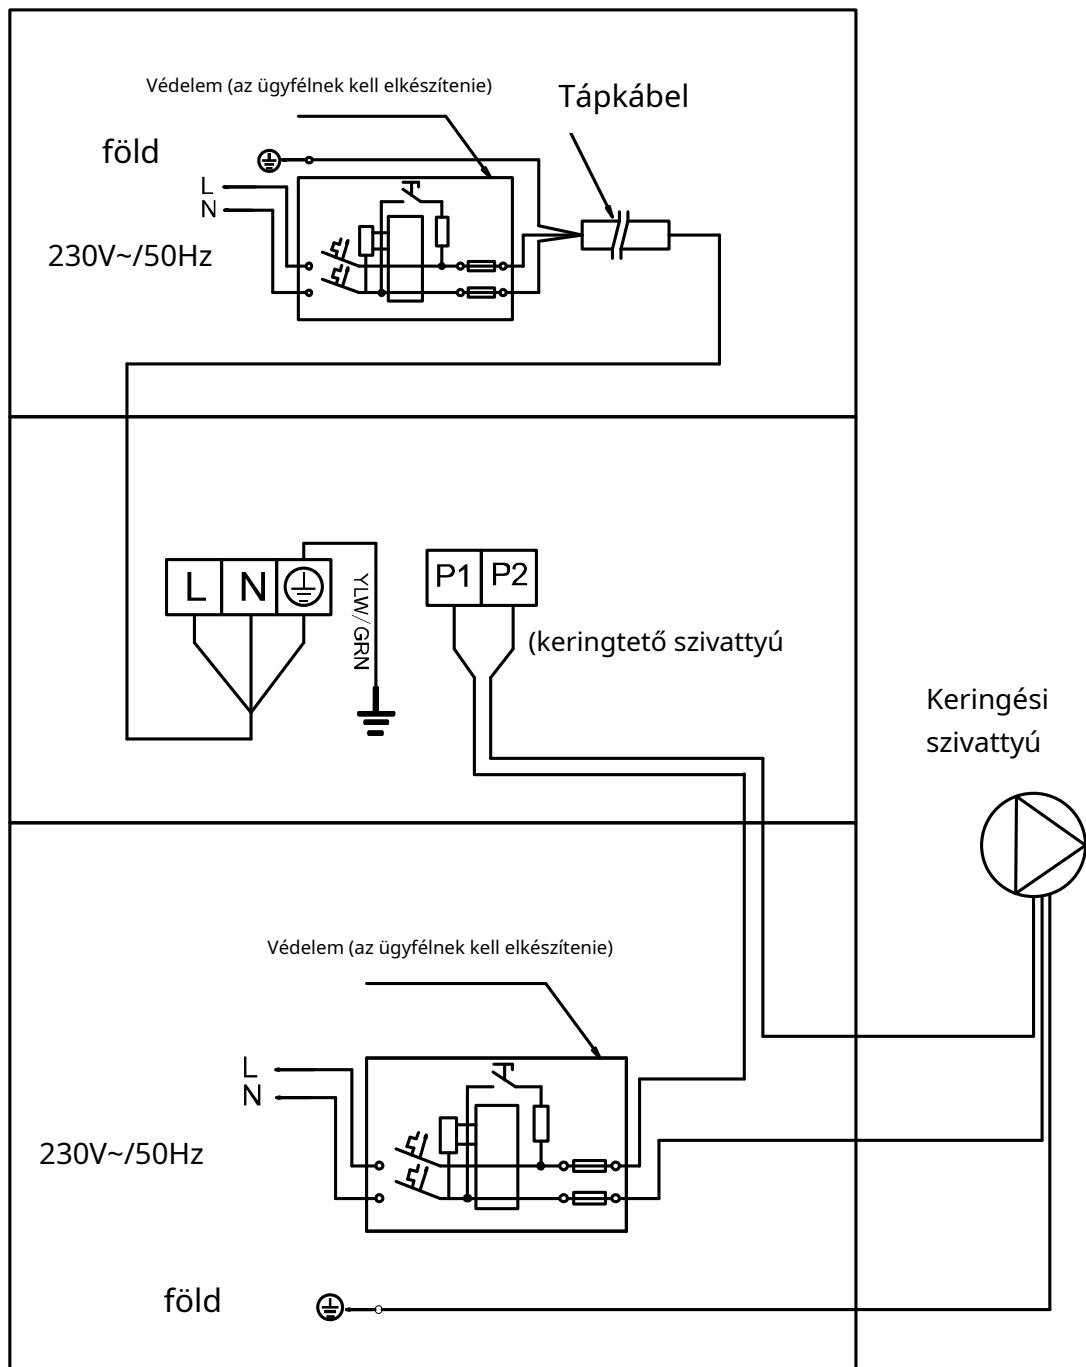 Védelem (az ügyfélnek kell elkészítenie)
Tápkábel
föld
L
N
230V~/50Hz
L N
YLW/GRN
P1 P2
(keringtető szivattyú
Keringési
szivattyú
Védelem (az ügyfélnek kell elkészítenie)
L
N
230V~/50Hz
föld